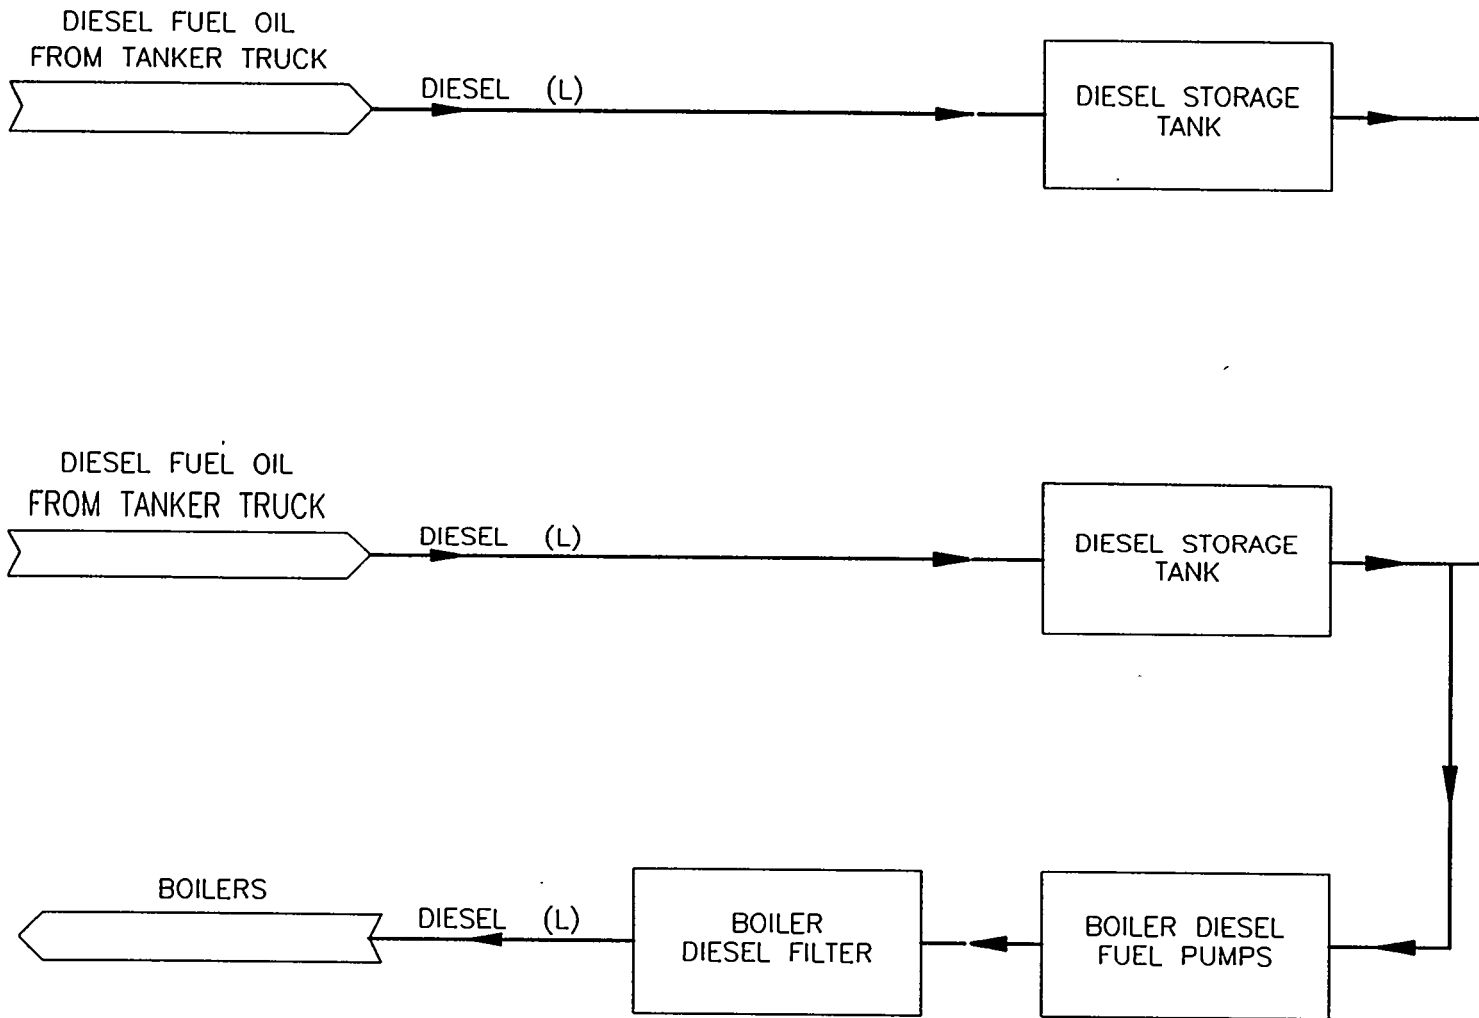 DIESEL FUEL OIL
FROM TANKER TRUCK
DIESEL (L)
DIESEL STORAGE
TANK
DIESEL FUEL OIL
FROM TANKER TRUCK
DIESEL (L)
DIESEL STORAGE
TANK
BOILERS
DIESEL (L)
BOILER
DIESEL FILTER
BOILER DIESEL
FUEL PUMPS